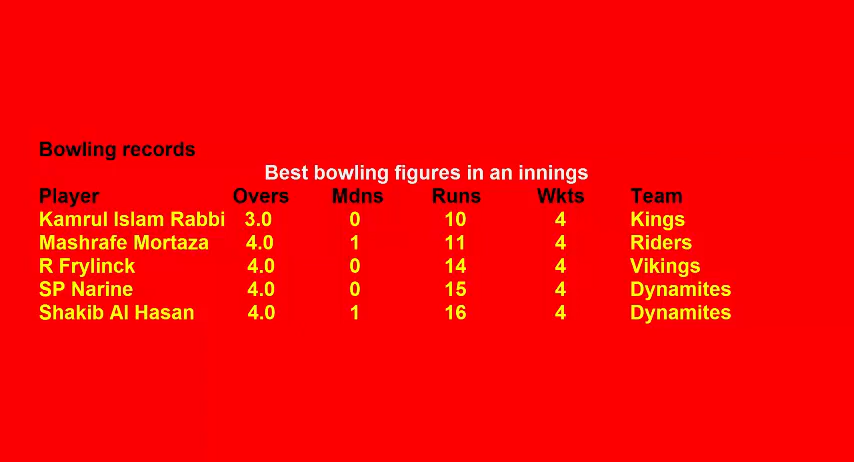 Bowling records
Best bowling figures in an innings
Player Overs Mdns Runs Wkts Team
Kamrul Islam Rabbi 3.0 0 10 4 Kings
Mashrafe Mortaza 4.0 1 11 4 Riders
R Frylinck 4.0 0 14 4 Vikings
SP Narine 4.0 0 15 4 Dynamites
Shakib Al Hasan 4.0 1 16 4 Dynamites